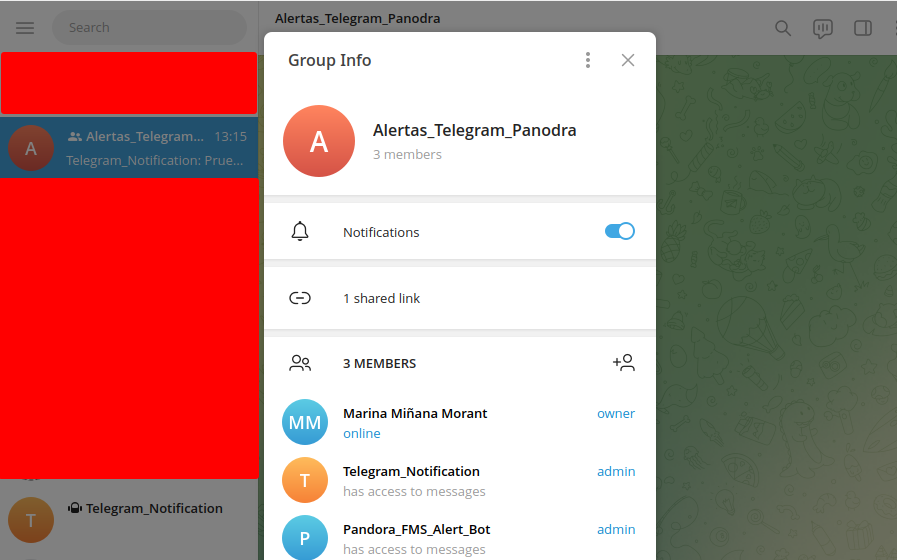 Search
Alertas_Telegram_Panodra
A
Alertas_Telegram... 13:15
Telegram_Notification: Prue...
T
Telegram_Notification
Group Info
A
Alertas_Telegram_Panodra
3 members
Notifications
1 shared link
3 MEMBERS
MM
Marina Miñana Morant owner
online
T
Telegram_Notification admin
has access to messages
P
Pandora_FMS_Alert_Bot admin
has access to messages